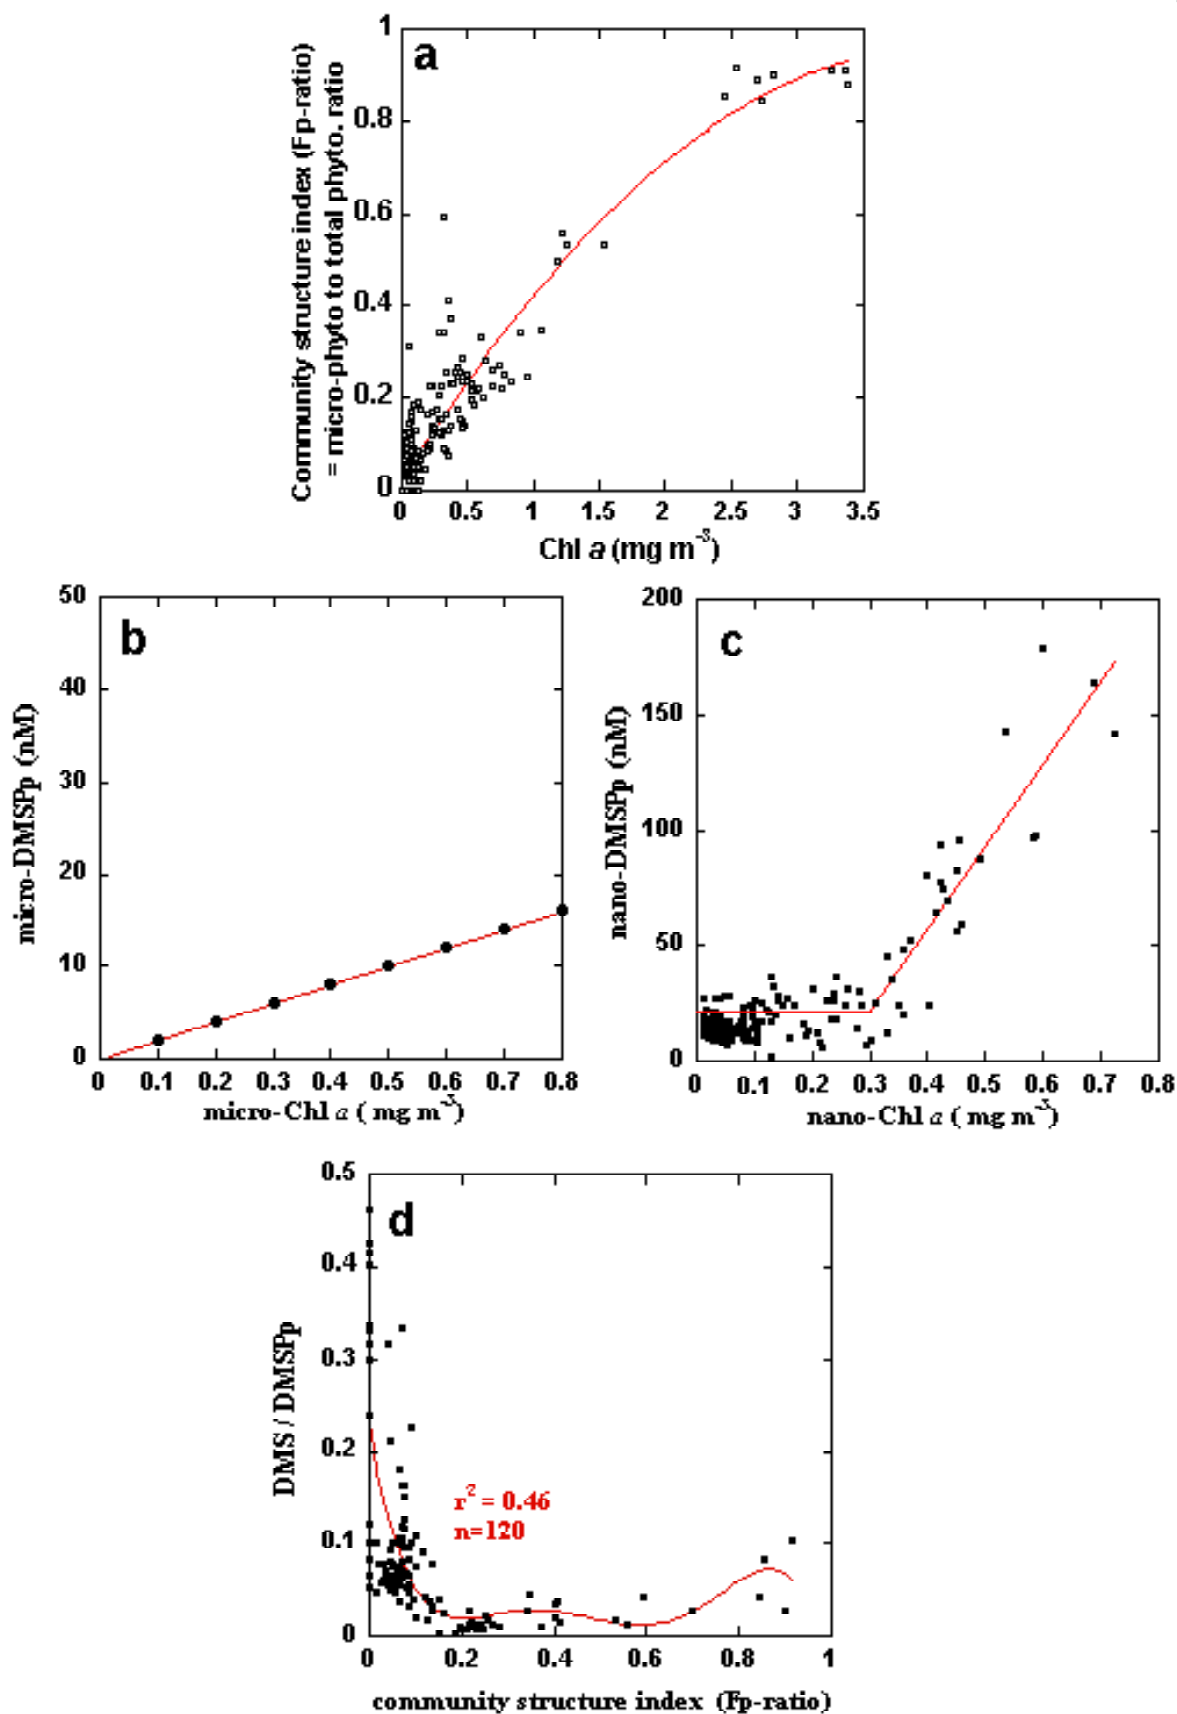 a
Community structure index (Fp-ratio)
= micro-phyto to total phyto. ratio
1
0.8
0.6
0.4
0.2
0
0 0.5 1 1.5 2 2.5 3 3.5
Chl a (mg m-3)
b
micro-DMSPp (nM)
50
40
30
20
10
0
0 0.1 0.2 0.3 0.4 0.5 0.6 0.7 0.8
micro-Chl a ( mg m-3)
c
nano-DMSPp (nM)
200
150
100
50
0
0 0.1 0.2 0.3 0.4 0.5 0.6 0.7 0.8
nano-Chl a ( mg m-3)
d
DMS / DMSPp
0.5
0.4
0.3
0.2
0.1
0
r2 = 0.46
n=120
0 0.2 0.4 0.6 0.8 1
community structure index (Fp-ratio)